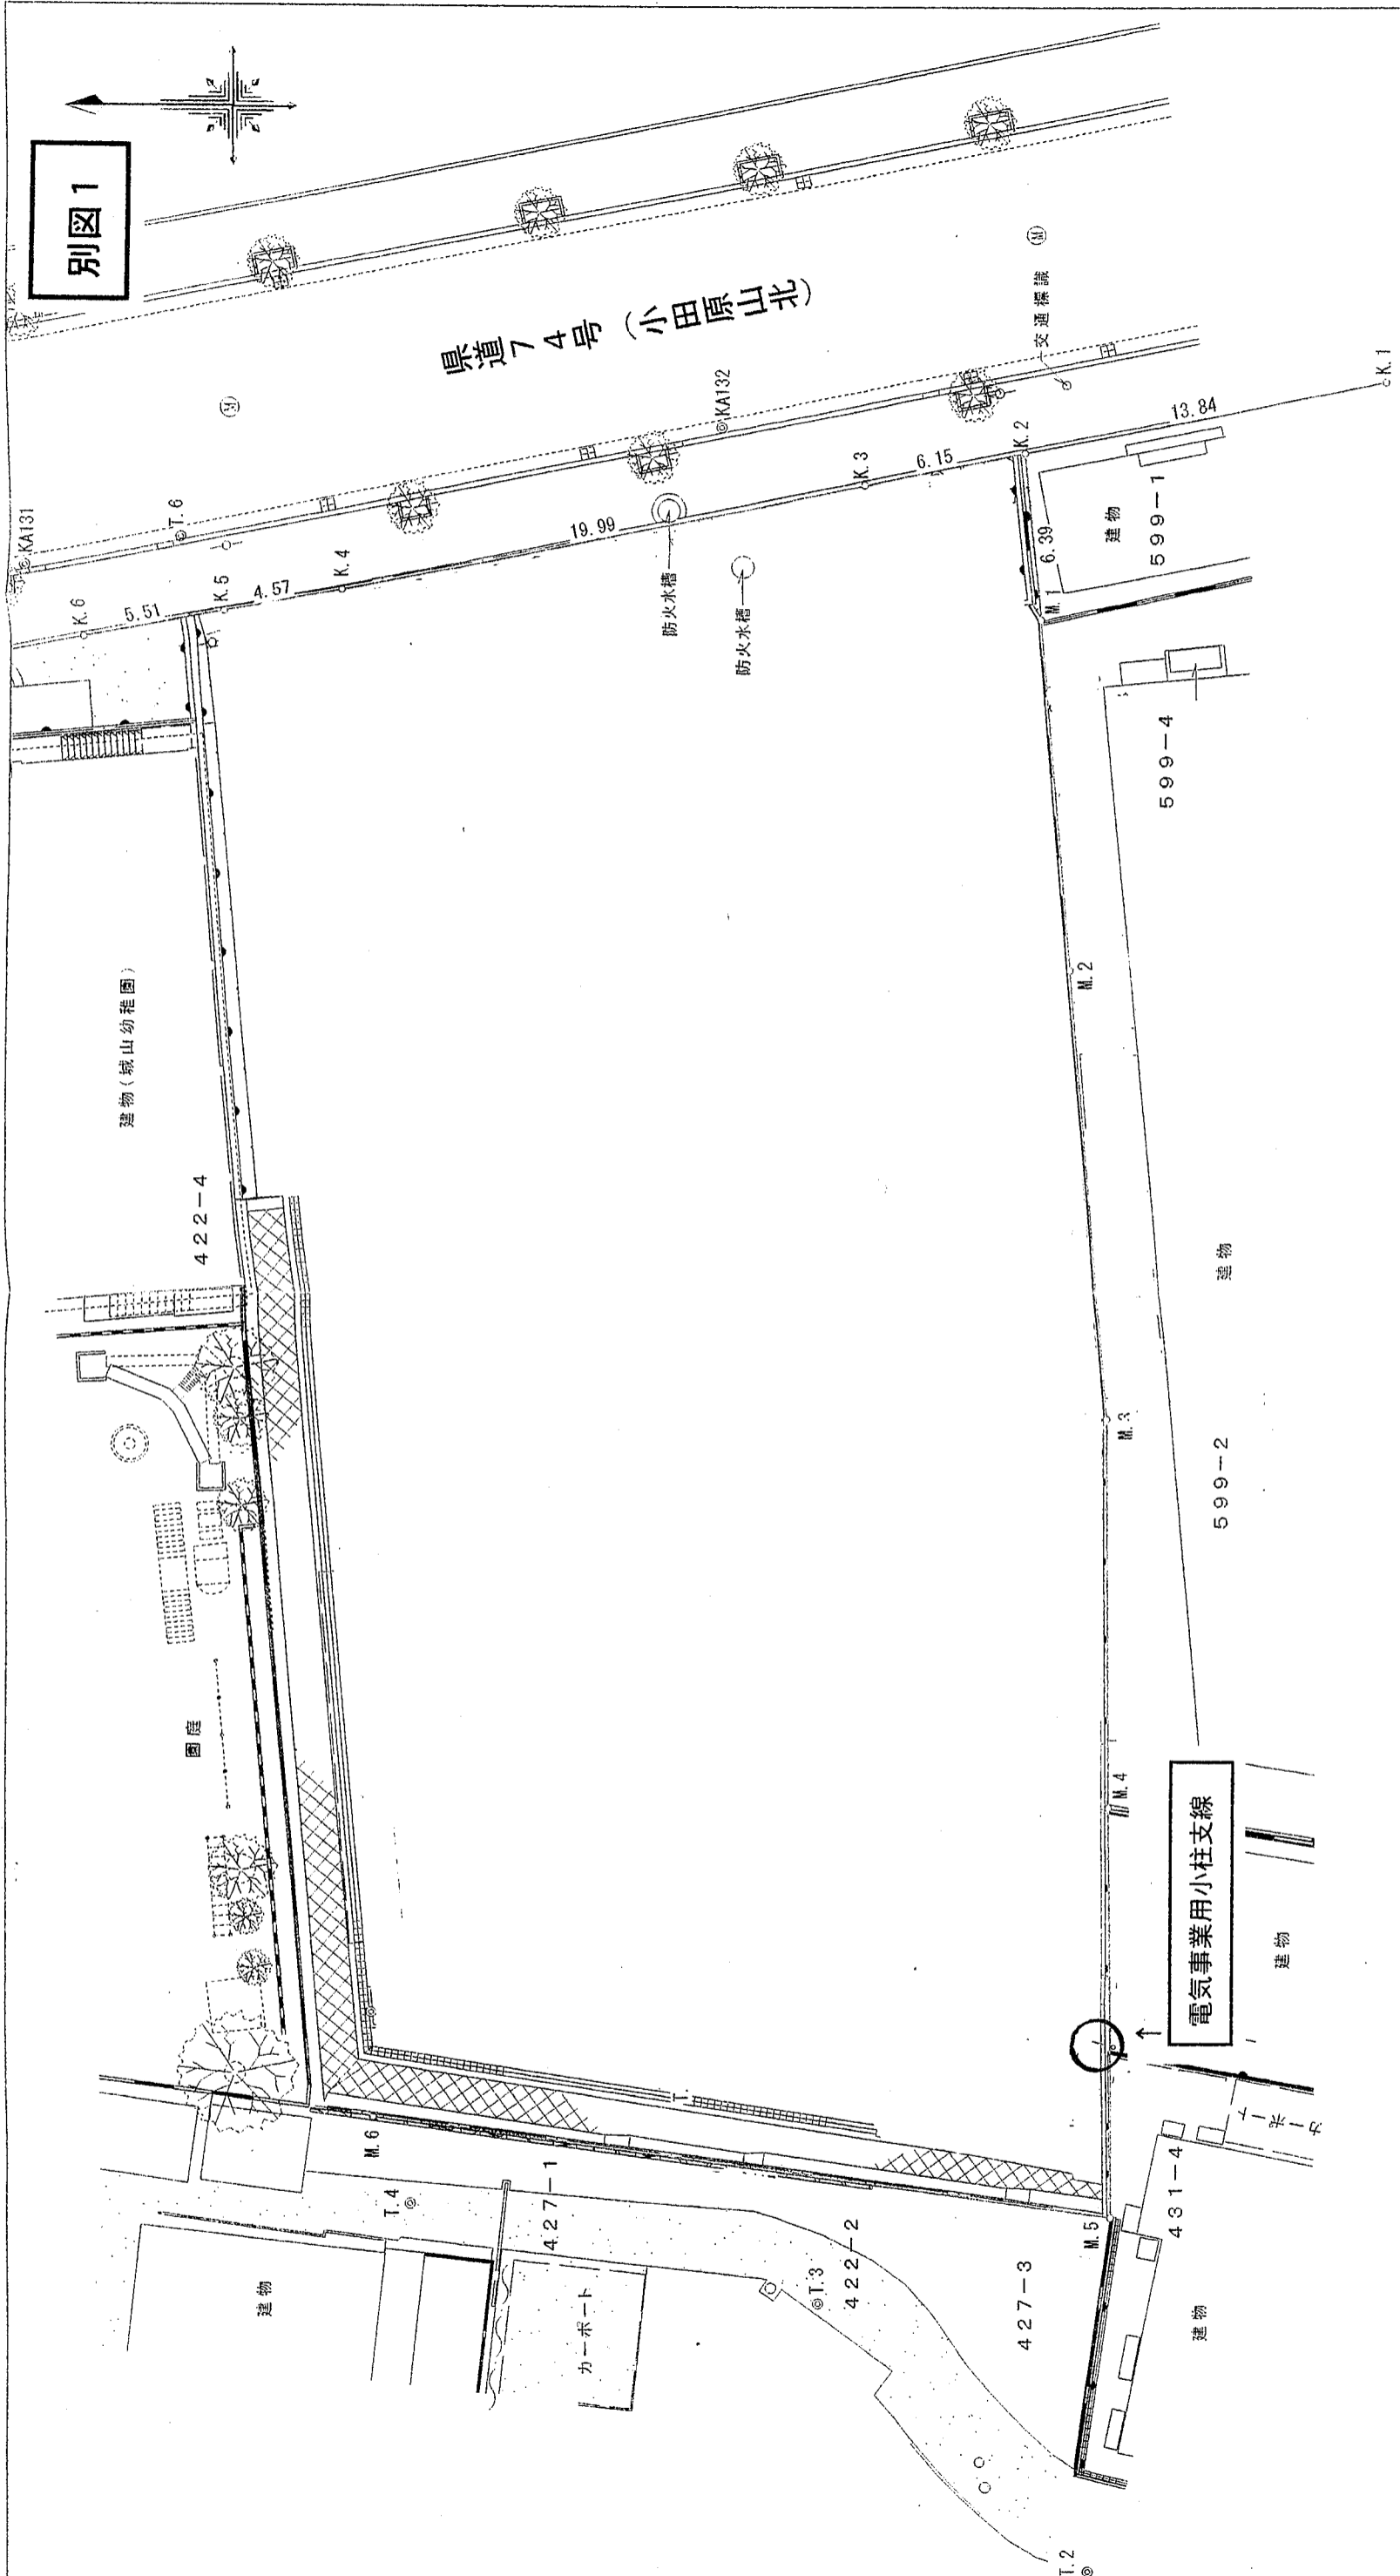 別図1
県道74号（小田原山北）
KA131
T.6
K.6
5.51
K.5
4.57
K.4
19.99
防火水槽
防火水槽
KA132
K.3
6.15
K.2
13.84
K.1
交通標識
M
M
6.39
M.1
建物
599-1
599-4
建物（城山幼稚園）
422-4
M.2
M.3
建物
599-2
園庭
M.4
電気事業用小柱支線
建物
カーポート
431-4
建物
M.5
M.6
T.
T.4
427-1
建物
カーポート
T.3
422-2
427-3
T.2